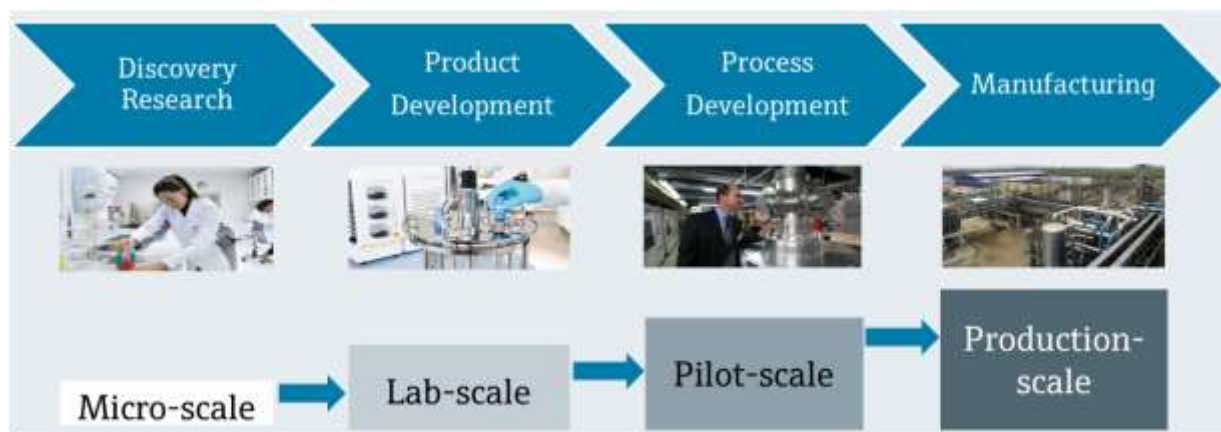 Discovery
Research
Product
Development
Process
Development
Manufacturing
Micro-scale
Lab-scale
Pilot-scale
Production-
scale